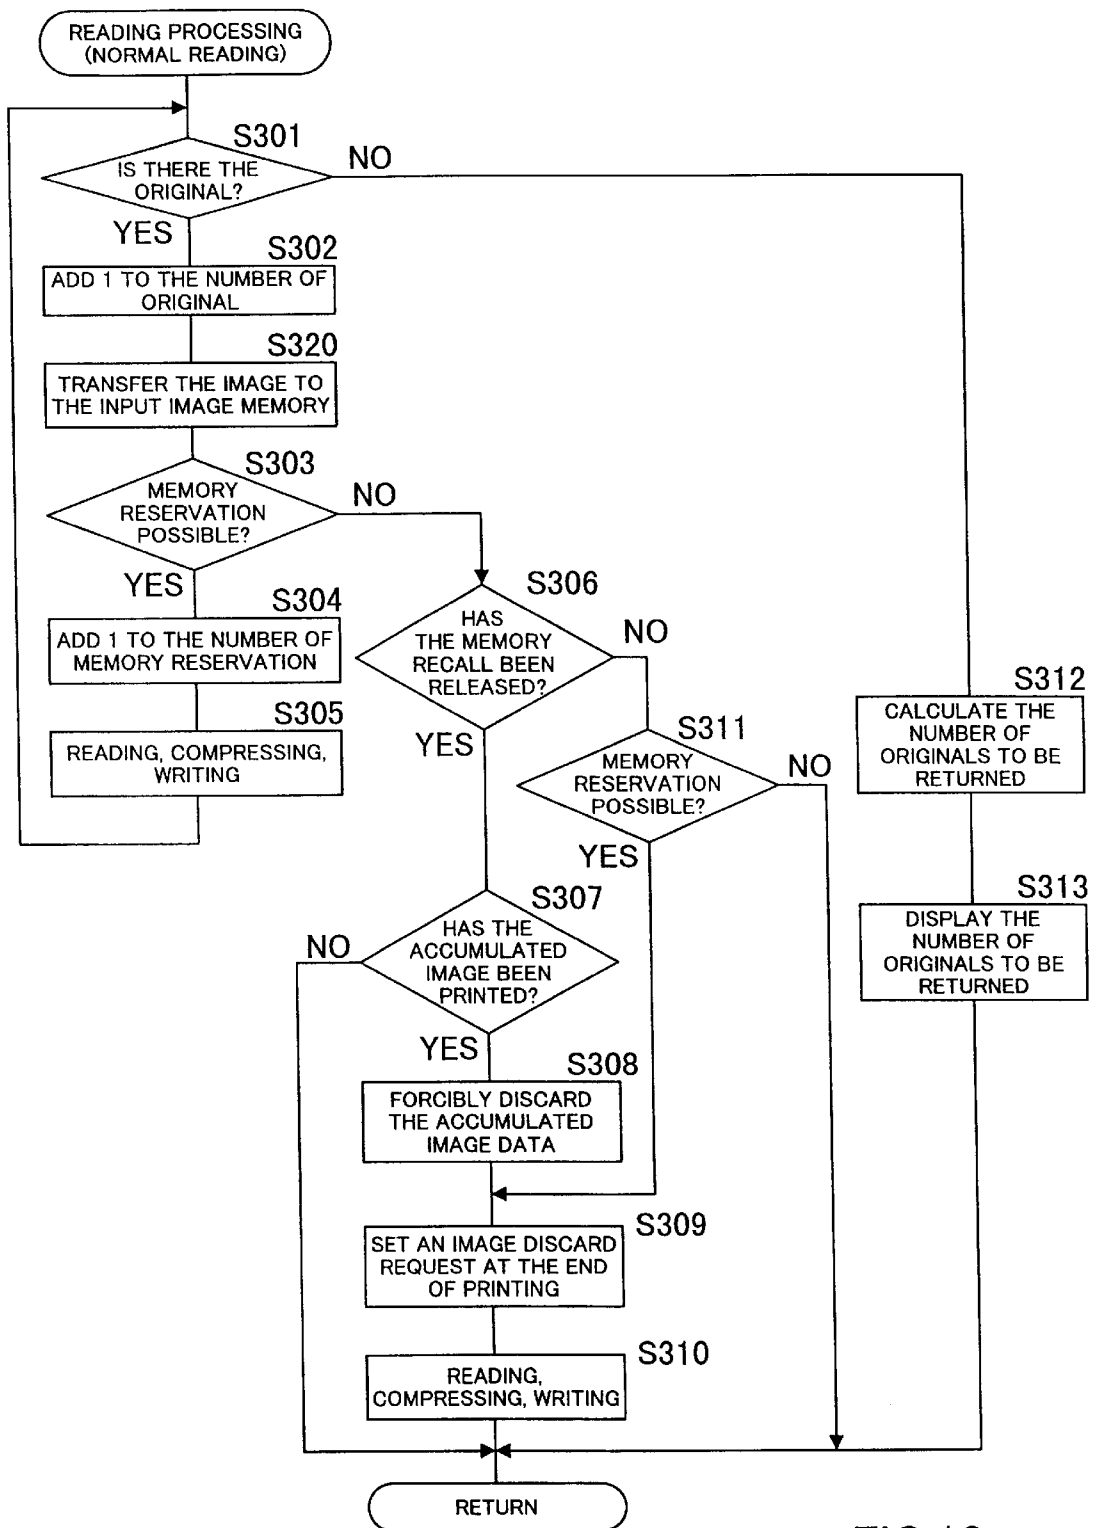 READING PROCESSING
(NORMAL READING)
S301
IS THERE THE
ORIGINAL?
NO
YES
S302
ADD 1 TO THE NUMBER OF
ORIGINAL
S320
TRANSFER THE IMAGE TO
THE INPUT IMAGE MEMORY
S303
MEMORY
RESERVATION
POSSIBLE?
NO
YES
S304
ADD 1 TO THE NUMBER OF
MEMORY RESERVATION
S305
READING, COMPRESSING,
WRITING
S306
HAS
THE MEMORY
RECALL BEEN
RELEASED?
NO
YES
S311
MEMORY
RESERVATION
POSSIBLE?
NO
YES
S312
CALCULATE THE
NUMBER OF
ORIGINALS TO BE
RETURNED
S313
DISPLAY THE
NUMBER OF
ORIGINALS TO BE
RETURNED
S307
HAS THE
ACCUMULATED
IMAGE BEEN
PRINTED?
NO
YES
S308
FORCIBLY DISCARD
THE ACCUMULATED
IMAGE DATA
S309
SET AN IMAGE DISCARD
REQUEST AT THE END
OF PRINTING
S310
READING,
COMPRESSING, WRITING
RETURN